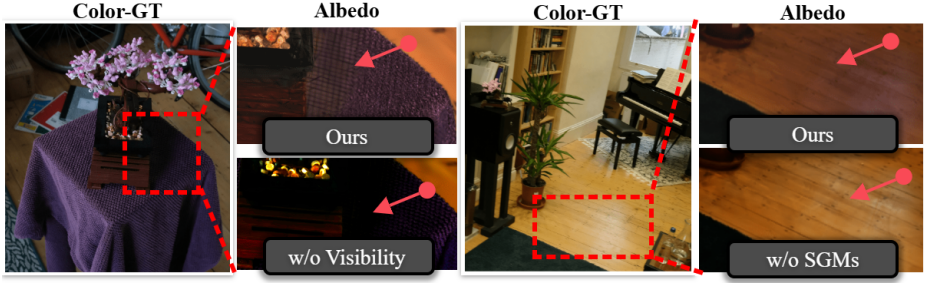 Color-GT
Albedo
Color-GT
Albedo
Ours
Ours
w/o Visibility
w/o SGMs